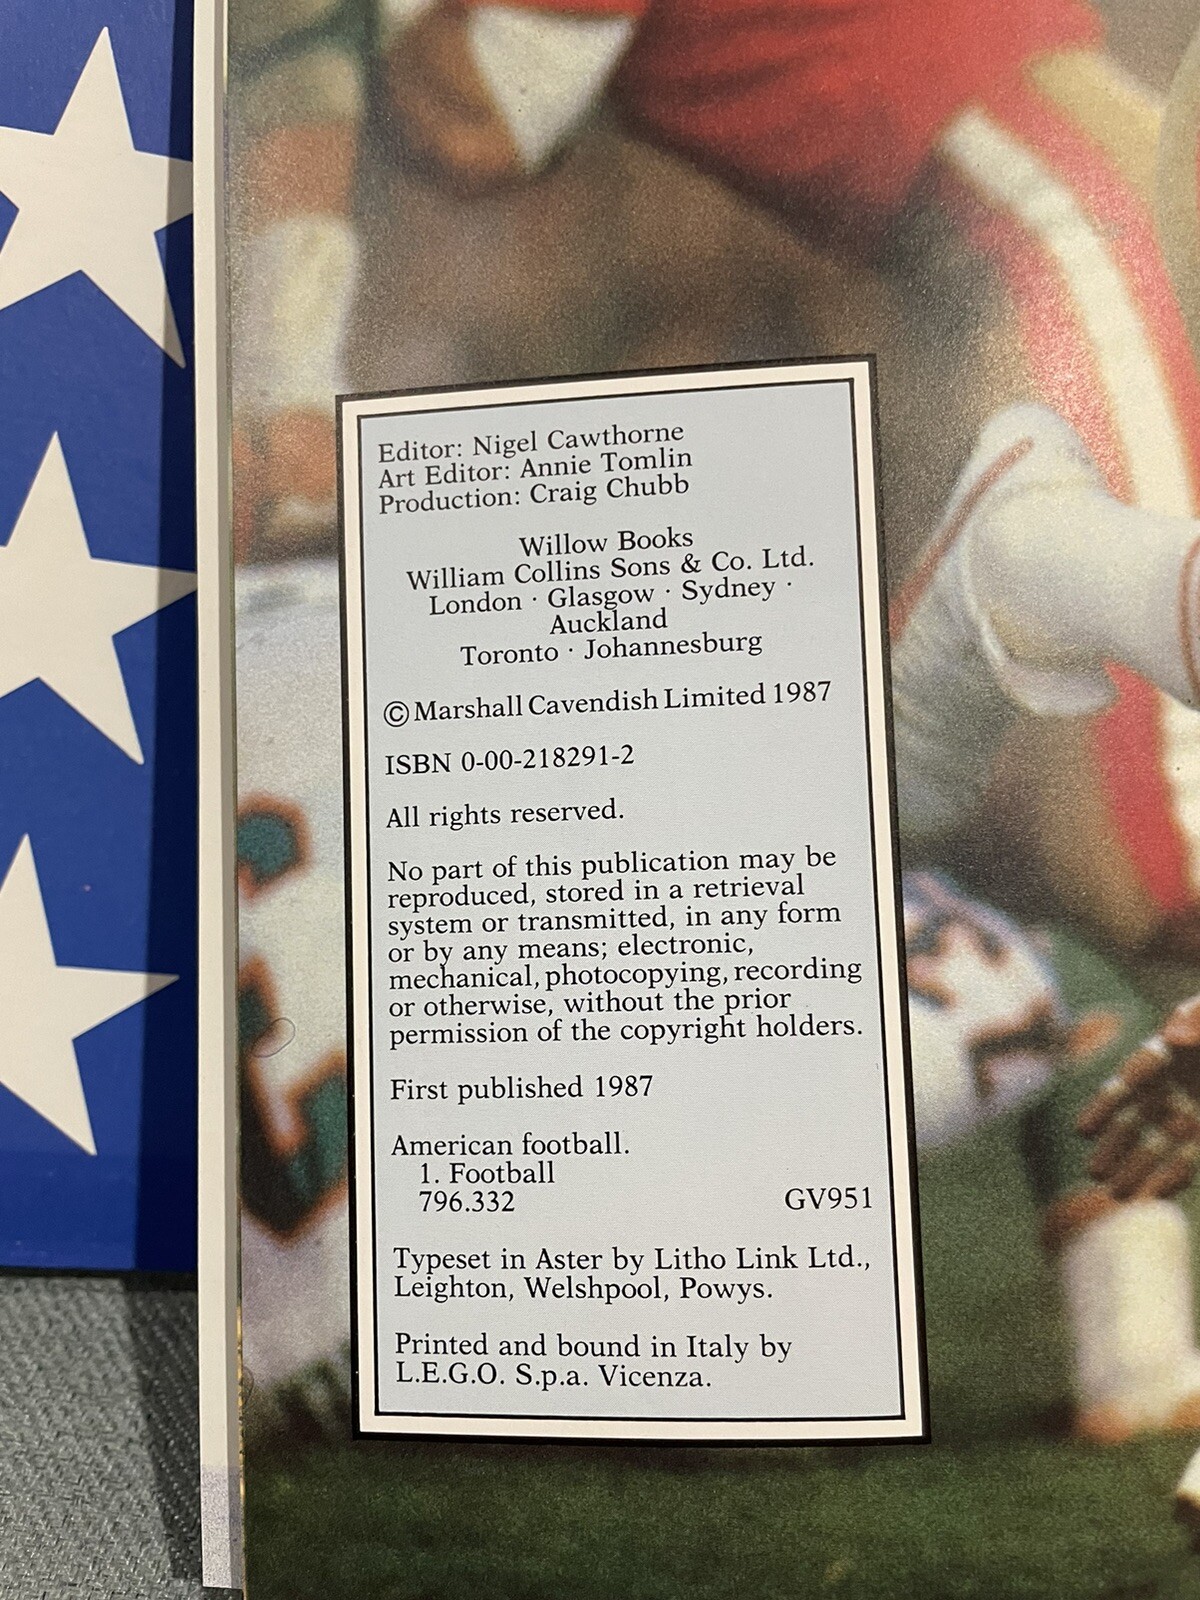 Editor: Nigel Cawthorne
Art Editor: Annie Tomlin
Production: Craig Chubb
Willow Books
William Collins Sons & Co. Ltd.
London · Glasgow · Sydney ·
Auckland
Toronto · Johannesburg
© Marshall Cavendish Limited 1987
ISBN 0-00-218291-2
All rights reserved.
No part of this publication may be
reproduced, stored in a retrieval
system or transmitted, in any form
or by any means; electronic,
mechanical, photocopying, recording
or otherwise, without the prior
permission of the copyright holders.
First published 1987
American football.
1. Football
796.332 GV951
Typeset in Aster by Litho Link Ltd.,
Leighton, Welshpool, Powys.
Printed and bound in Italy by
L.E.G.O. S.p.a. Vicenza.